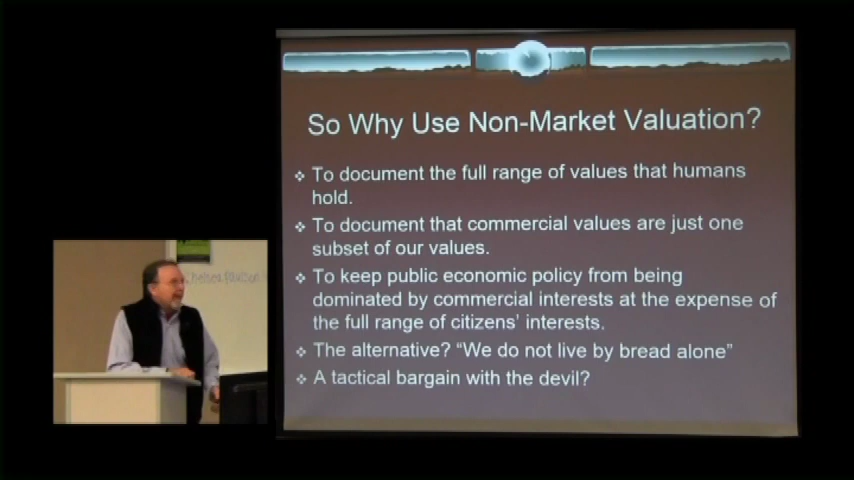 So Why Use Non-Market Valuation?
❖ To document the full range of values that humans
hold.
❖ To document that commercial values are just one
subset of our values.
❖ To keep public economic policy from being
dominated by commercial interests at the expense of
the full range of citizens' interests.
❖ The alternative? "We do not live by bread alone"
❖ A tactical bargain with the devil?